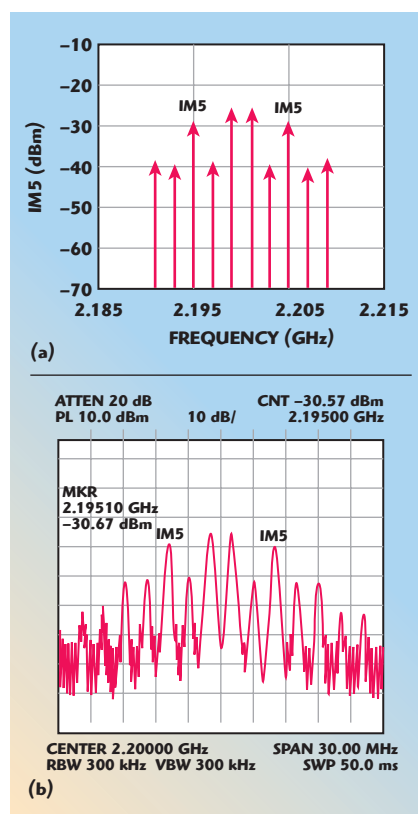 −10
−20
−30
−40
−50
−60
−70
IM5 (dBm)
IM5
IM5
2.185
2.195
2.205
2.215
FREQUENCY (GHz)
(a)
ATTEN 20 dB
PL 10.0 dBm
10 dB/
CNT −30.57 dBm
2.19500 GHz
MKR
2.19510 GHz
−30.67 dBm
IM5
IM5
CENTER 2.20000 GHz
RBW 300 kHz VBW 300 kHz
SPAN 30.00 MHz
SWP 50.0 ms
(b)